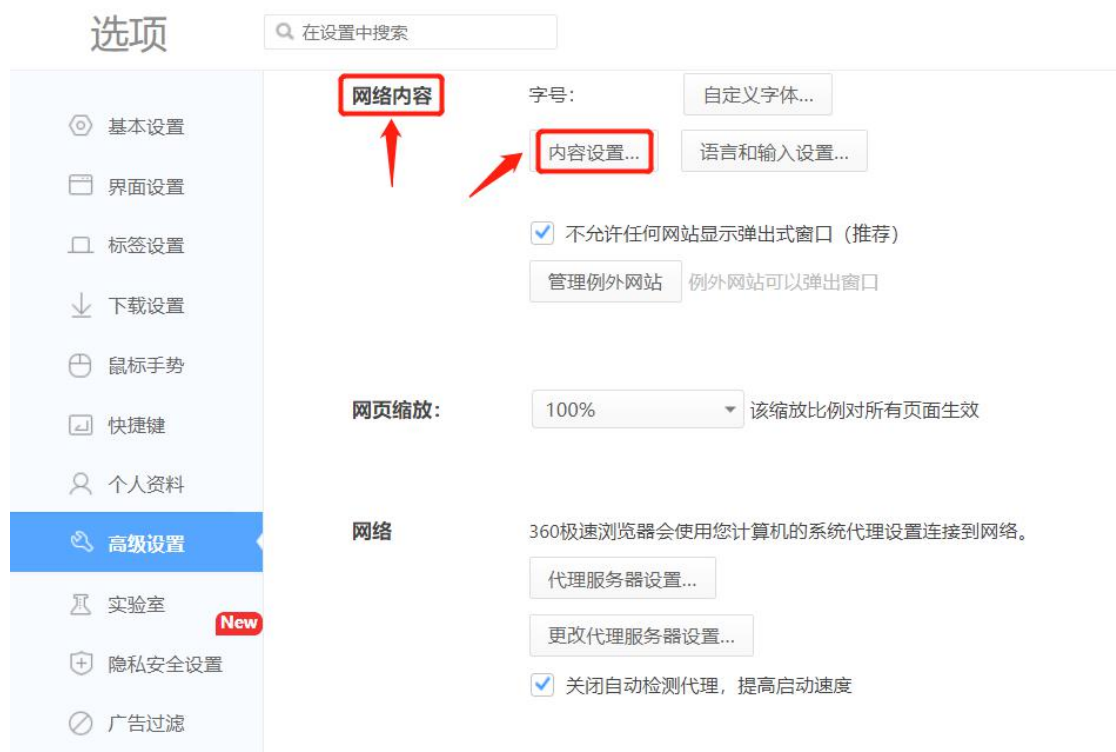 选项
在设置中搜索
基本设置
界面设置
标签设置
下载设置
鼠标手势
快捷键
个人资料
高级设置
实验室
New
隐私安全设置
广告过滤
网络内容
字号：
自定义字体...
内容设置...
语言和输入设置...
不允许任何网站显示弹出式窗口（推荐）
管理例外网站
例外网站可以弹出窗口
网页缩放：
100%
该缩放比例对所有页面生效
网络
360极速浏览器会使用您计算机的系统代理设置连接到网络。
代理服务器设置...
更改代理服务器设置...
关闭自动检测代理，提高启动速度